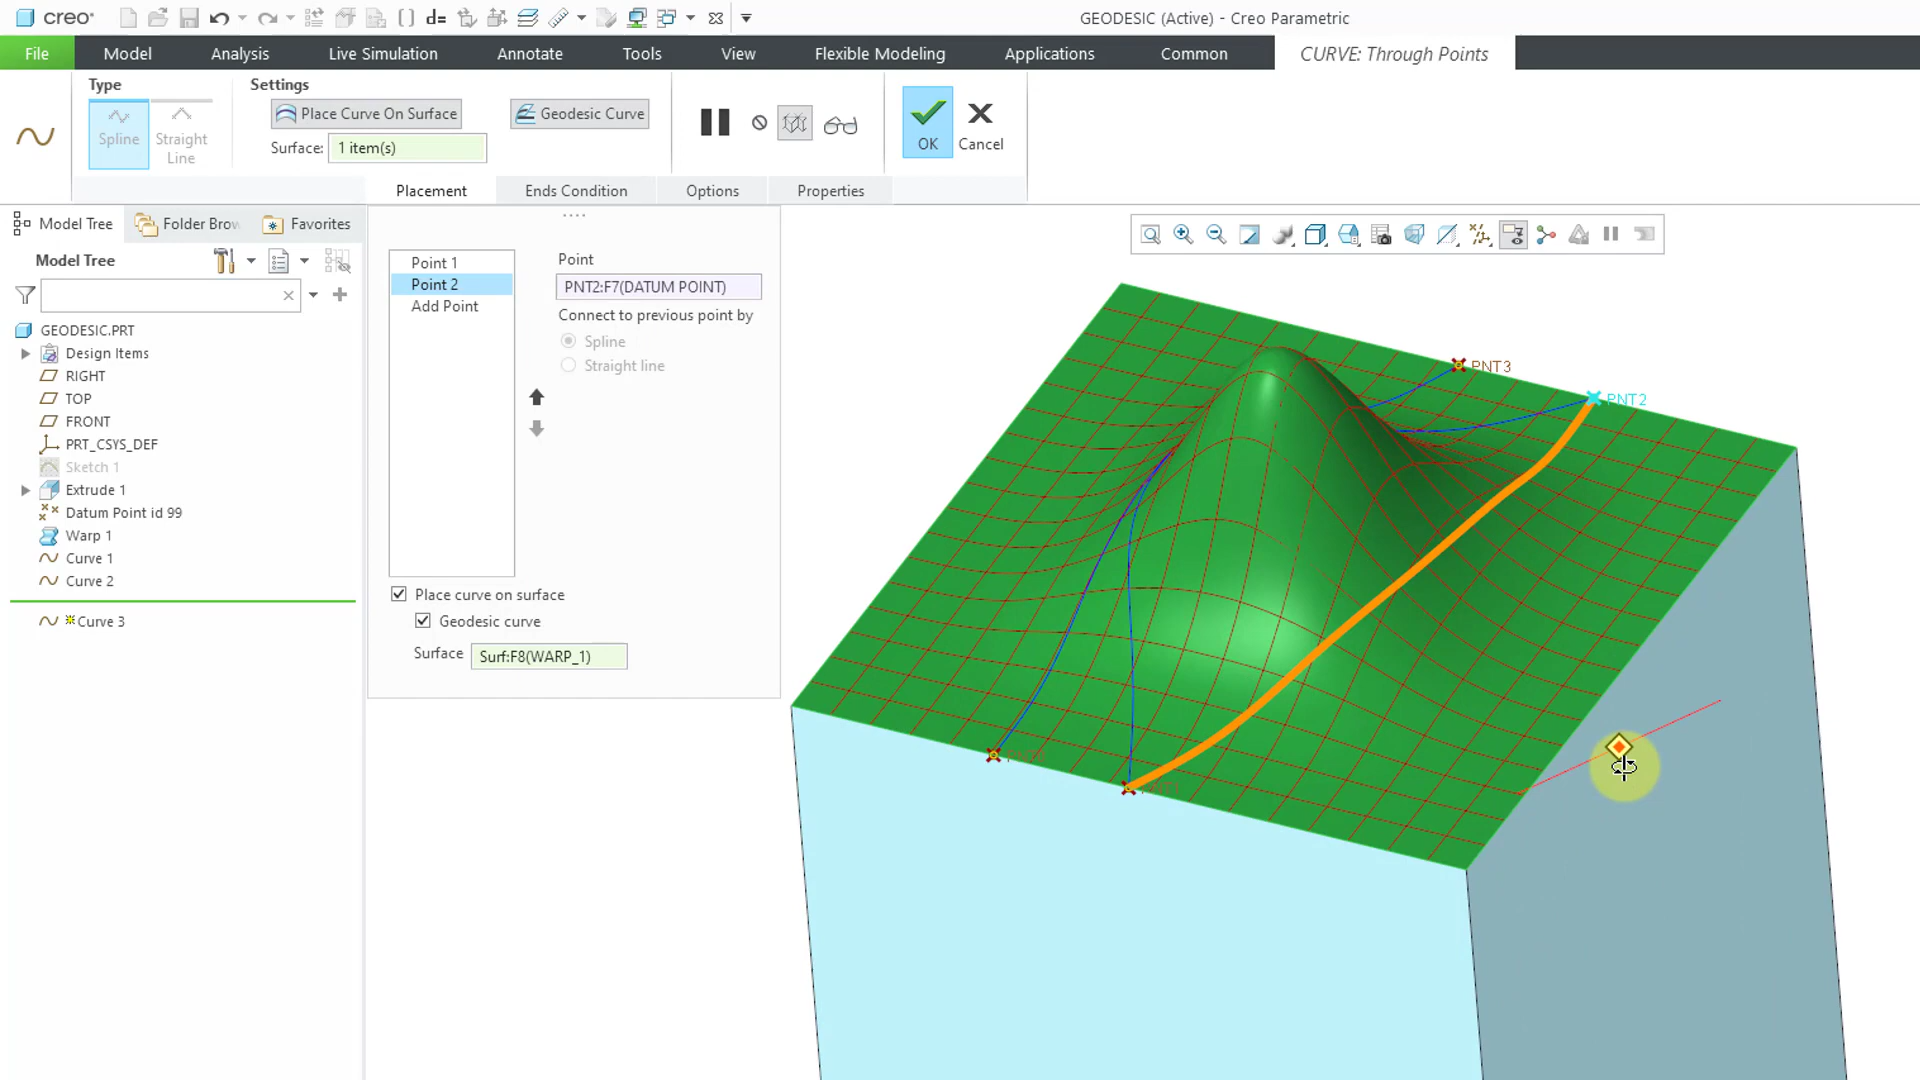 creo
GEODESIC (Active) - Creo Parametric
File
Model
Analysis
Live Simulation
Annotate
Tools
View
Flexible Modeling
Applications
Common
CURVE: Through Points
Type
Settings
Spline
Straight
Line
Place Curve On Surface
Geodesic Curve
Surface:
1 item(s)
OK
Cancel
Placement
Ends Condition
Options
Properties
Model Tree
Folder Brow
Favorites
Model Tree
GEODESIC.PRT
Design Items
RIGHT
TOP
FRONT
PRT_CSYS_DEF
Sketch 1
Extrude 1
Datum Point id 99
Warp 1
Curve 1
Curve 2
Curve 3
Point 1
Point 2
Add Point
Point
PNT2:F7(DATUM POINT)
Connect to previous point by
Spline
Straight line
Place curve on surface
Geodesic curve
Surface
Surf:F8(WARP_1)
PNT3
PNT2